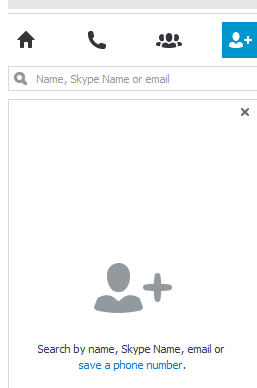 Name, Skype Name or email
Search by name, Skype Name, email or
save a phone number.